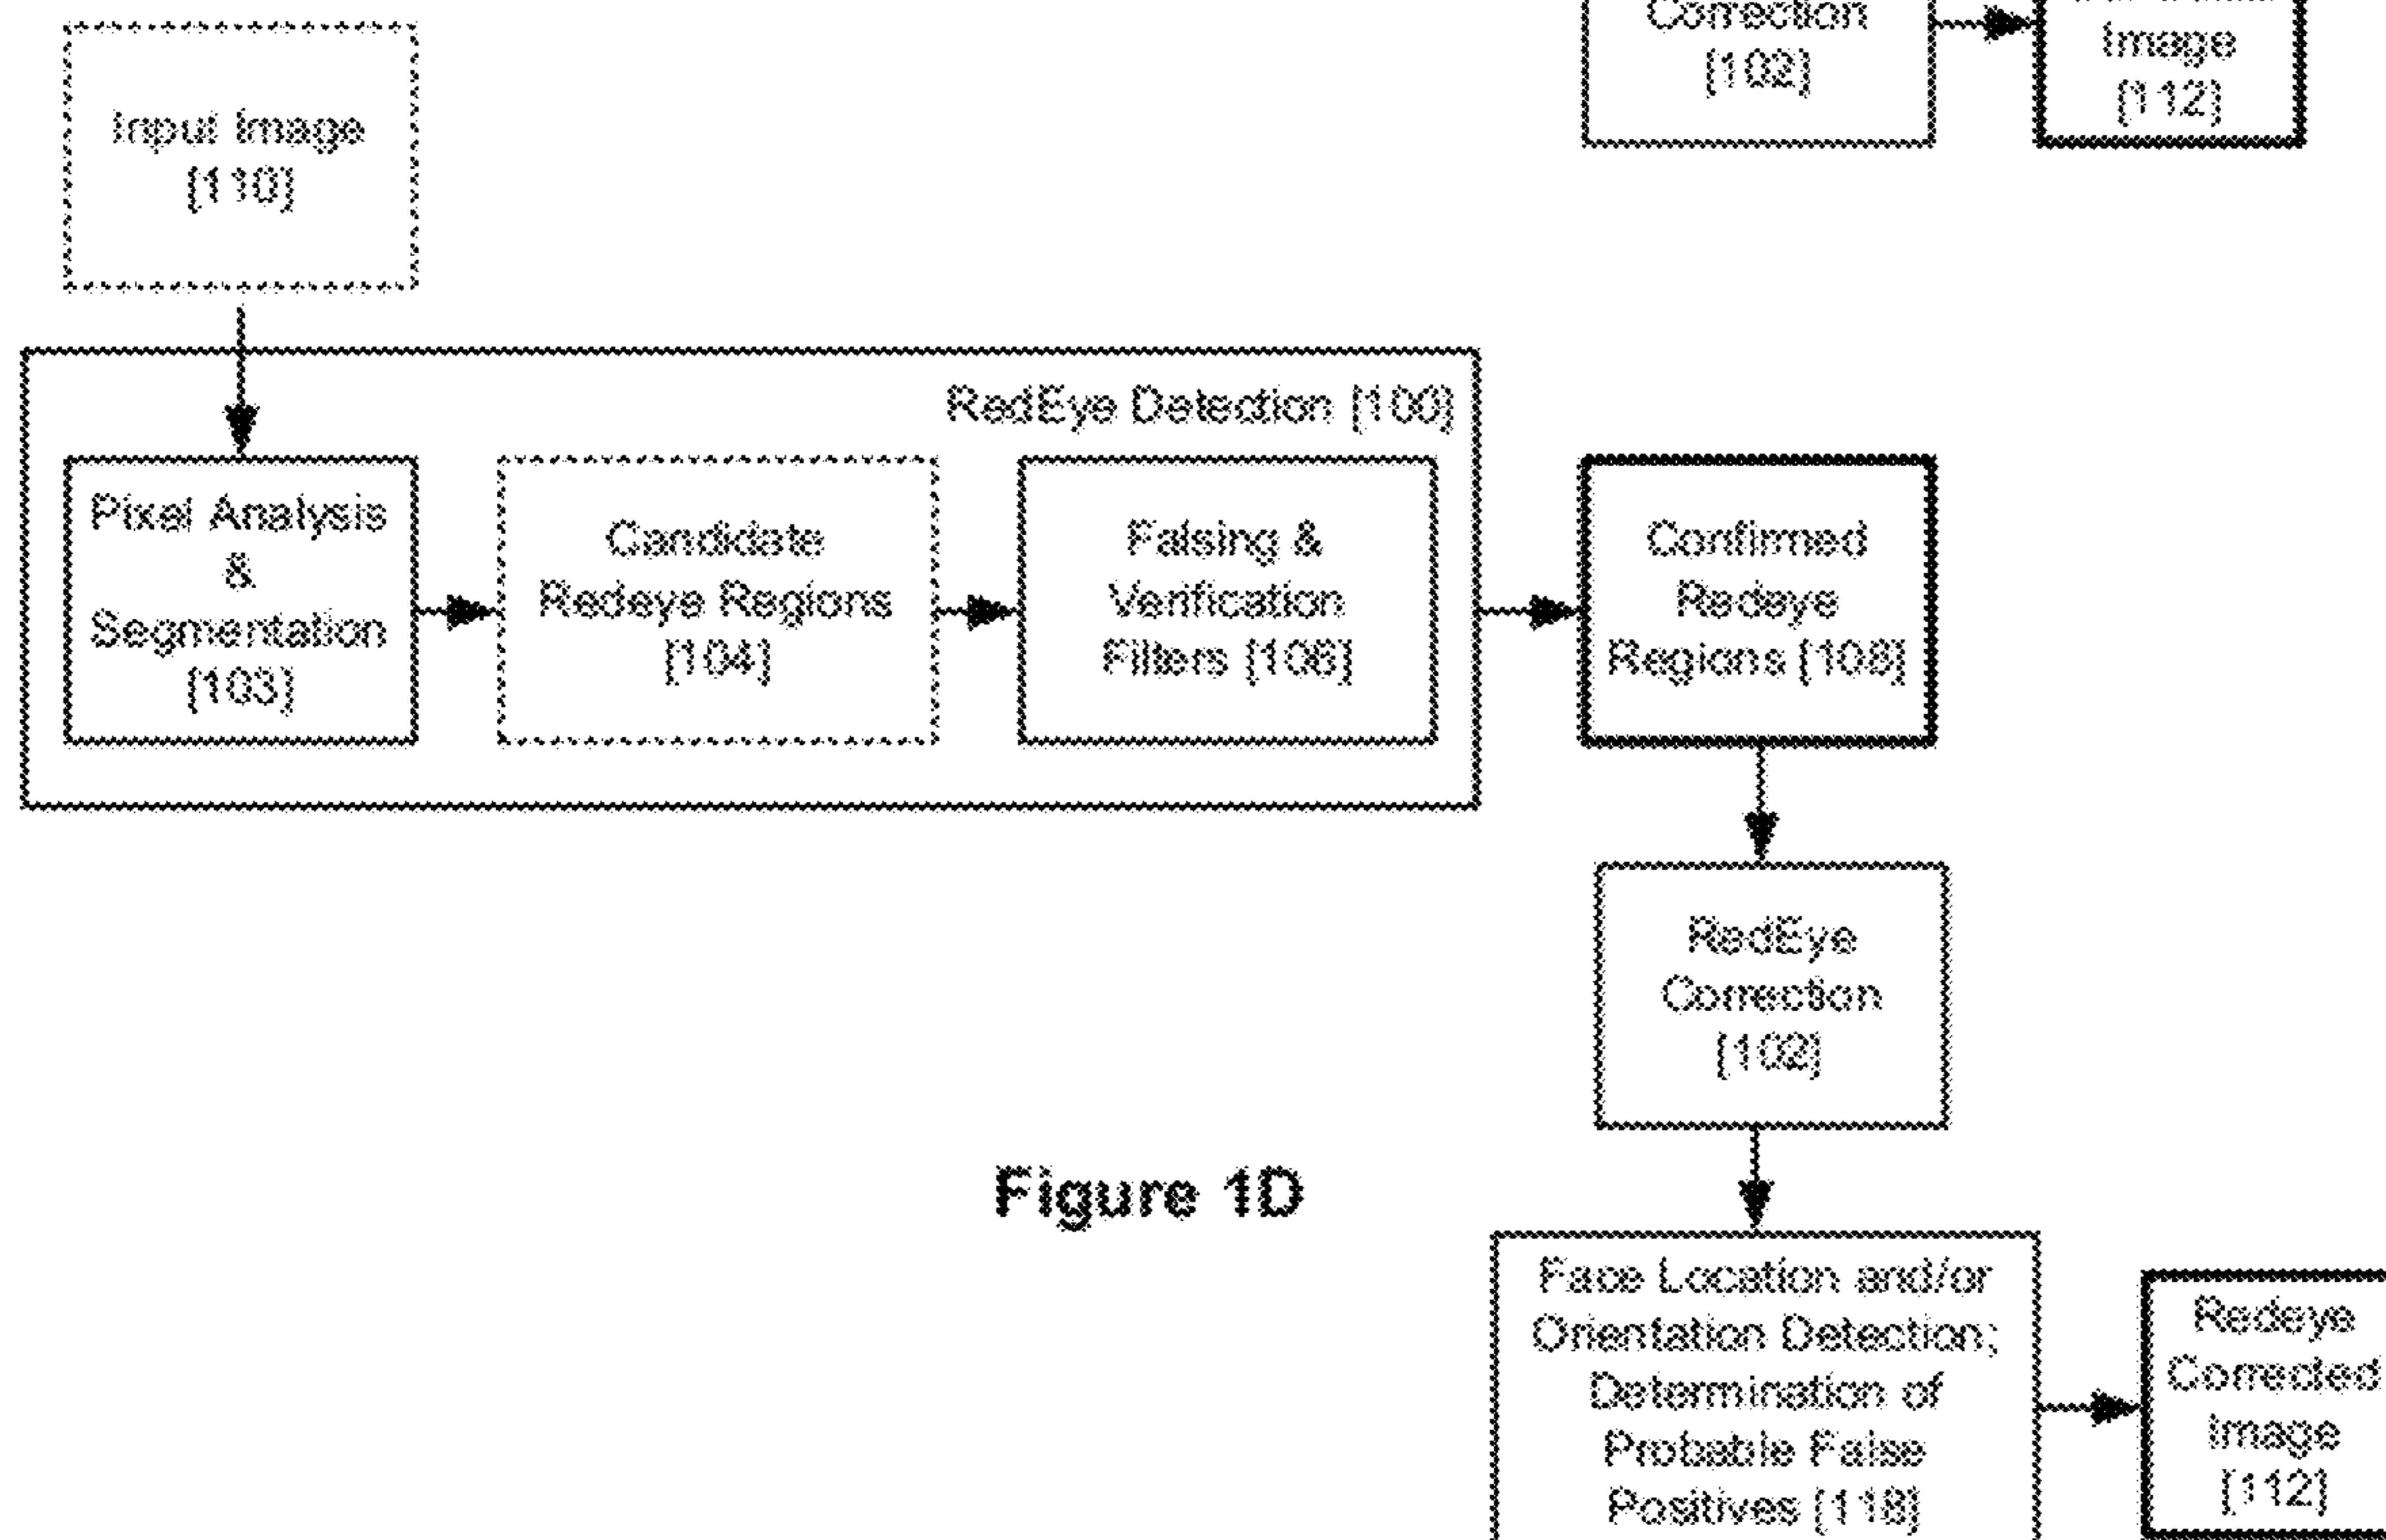 Correction
[102]
Image
[112]
Input Image
[110]
RedEye Detection [100]
Pixel Analysis
&
Segmentation
[103]
Candidate
Redeye Regions
[104]
Falsing &
Verification
Filters [106]
Confirmed
Redeye
Regions [108]
RedEye
Correction
[102]
Figure 1D
Face Location and/or
Orientation Detection;
Determination of
Probable False
Positives [118]
Redeye
Corrected
Image
[112]